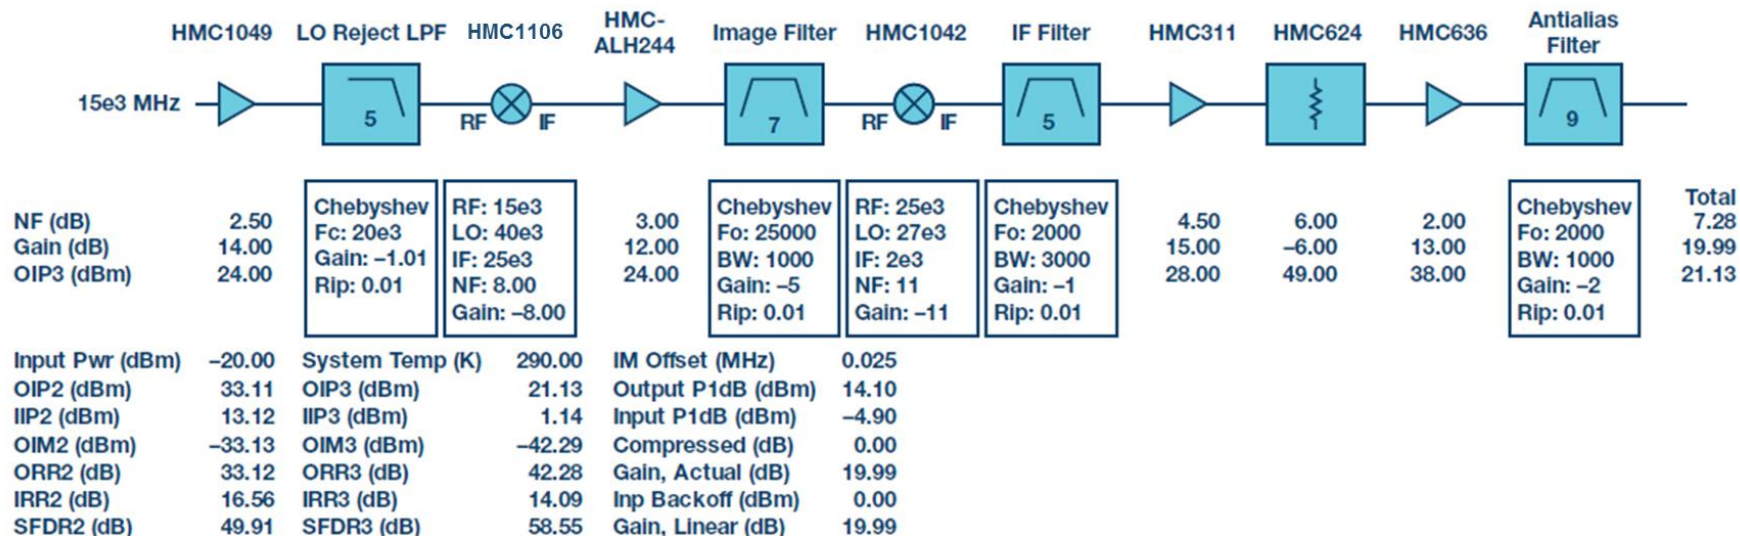 HMC1049 LO Reject LPF HMC1106 HMC-ALH244 Image Filter HMC1042 IF Filter HMC311 HMC624 HMC636 Antialias Filter
15e3 MHz 5 RF IF 7 RF IF 5 9
Total
NF (dB) 2.50 3.00 4.50 6.00 2.00 7.28
Gain (dB) 14.00 12.00 15.00 –6.00 13.00 19.99
OIP3 (dBm) 24.00 24.00 28.00 49.00 38.00 21.13
Chebyshev
Fc: 20e3
Gain: –1.01
Rip: 0.01
RF: 15e3
LO: 40e3
IF: 25e3
NF: 8.00
Gain: –8.00
Chebyshev
Fo: 25000
BW: 1000
Gain: –5
Rip: 0.01
RF: 25e3
LO: 27e3
IF: 2e3
NF: 11
Gain: –11
Chebyshev
Fo: 2000
BW: 3000
Gain: –1
Rip: 0.01
Chebyshev
Fo: 2000
BW: 1000
Gain: –2
Rip: 0.01
Input Pwr (dBm) –20.00 System Temp (K) 290.00 IM Offset (MHz) 0.025
OIP2 (dBm) 33.11 OIP3 (dBm) 21.13 Output P1dB (dBm) 14.10
IIP2 (dBm) 13.12 IIP3 (dBm) 1.14 Input P1dB (dBm) –4.90
OIM2 (dBm) –33.13 OIM3 (dBm) –42.29 Compressed (dB) 0.00
ORR2 (dB) 33.12 ORR3 (dB) 42.28 Gain, Actual (dB) 19.99
IRR2 (dB) 16.56 IRR3 (dB) 14.09 Inp Backoff (dBm) 0.00
SFDR2 (dB) 49.91 SFDR3 (dB) 58.55 Gain, Linear (dB) 19.99